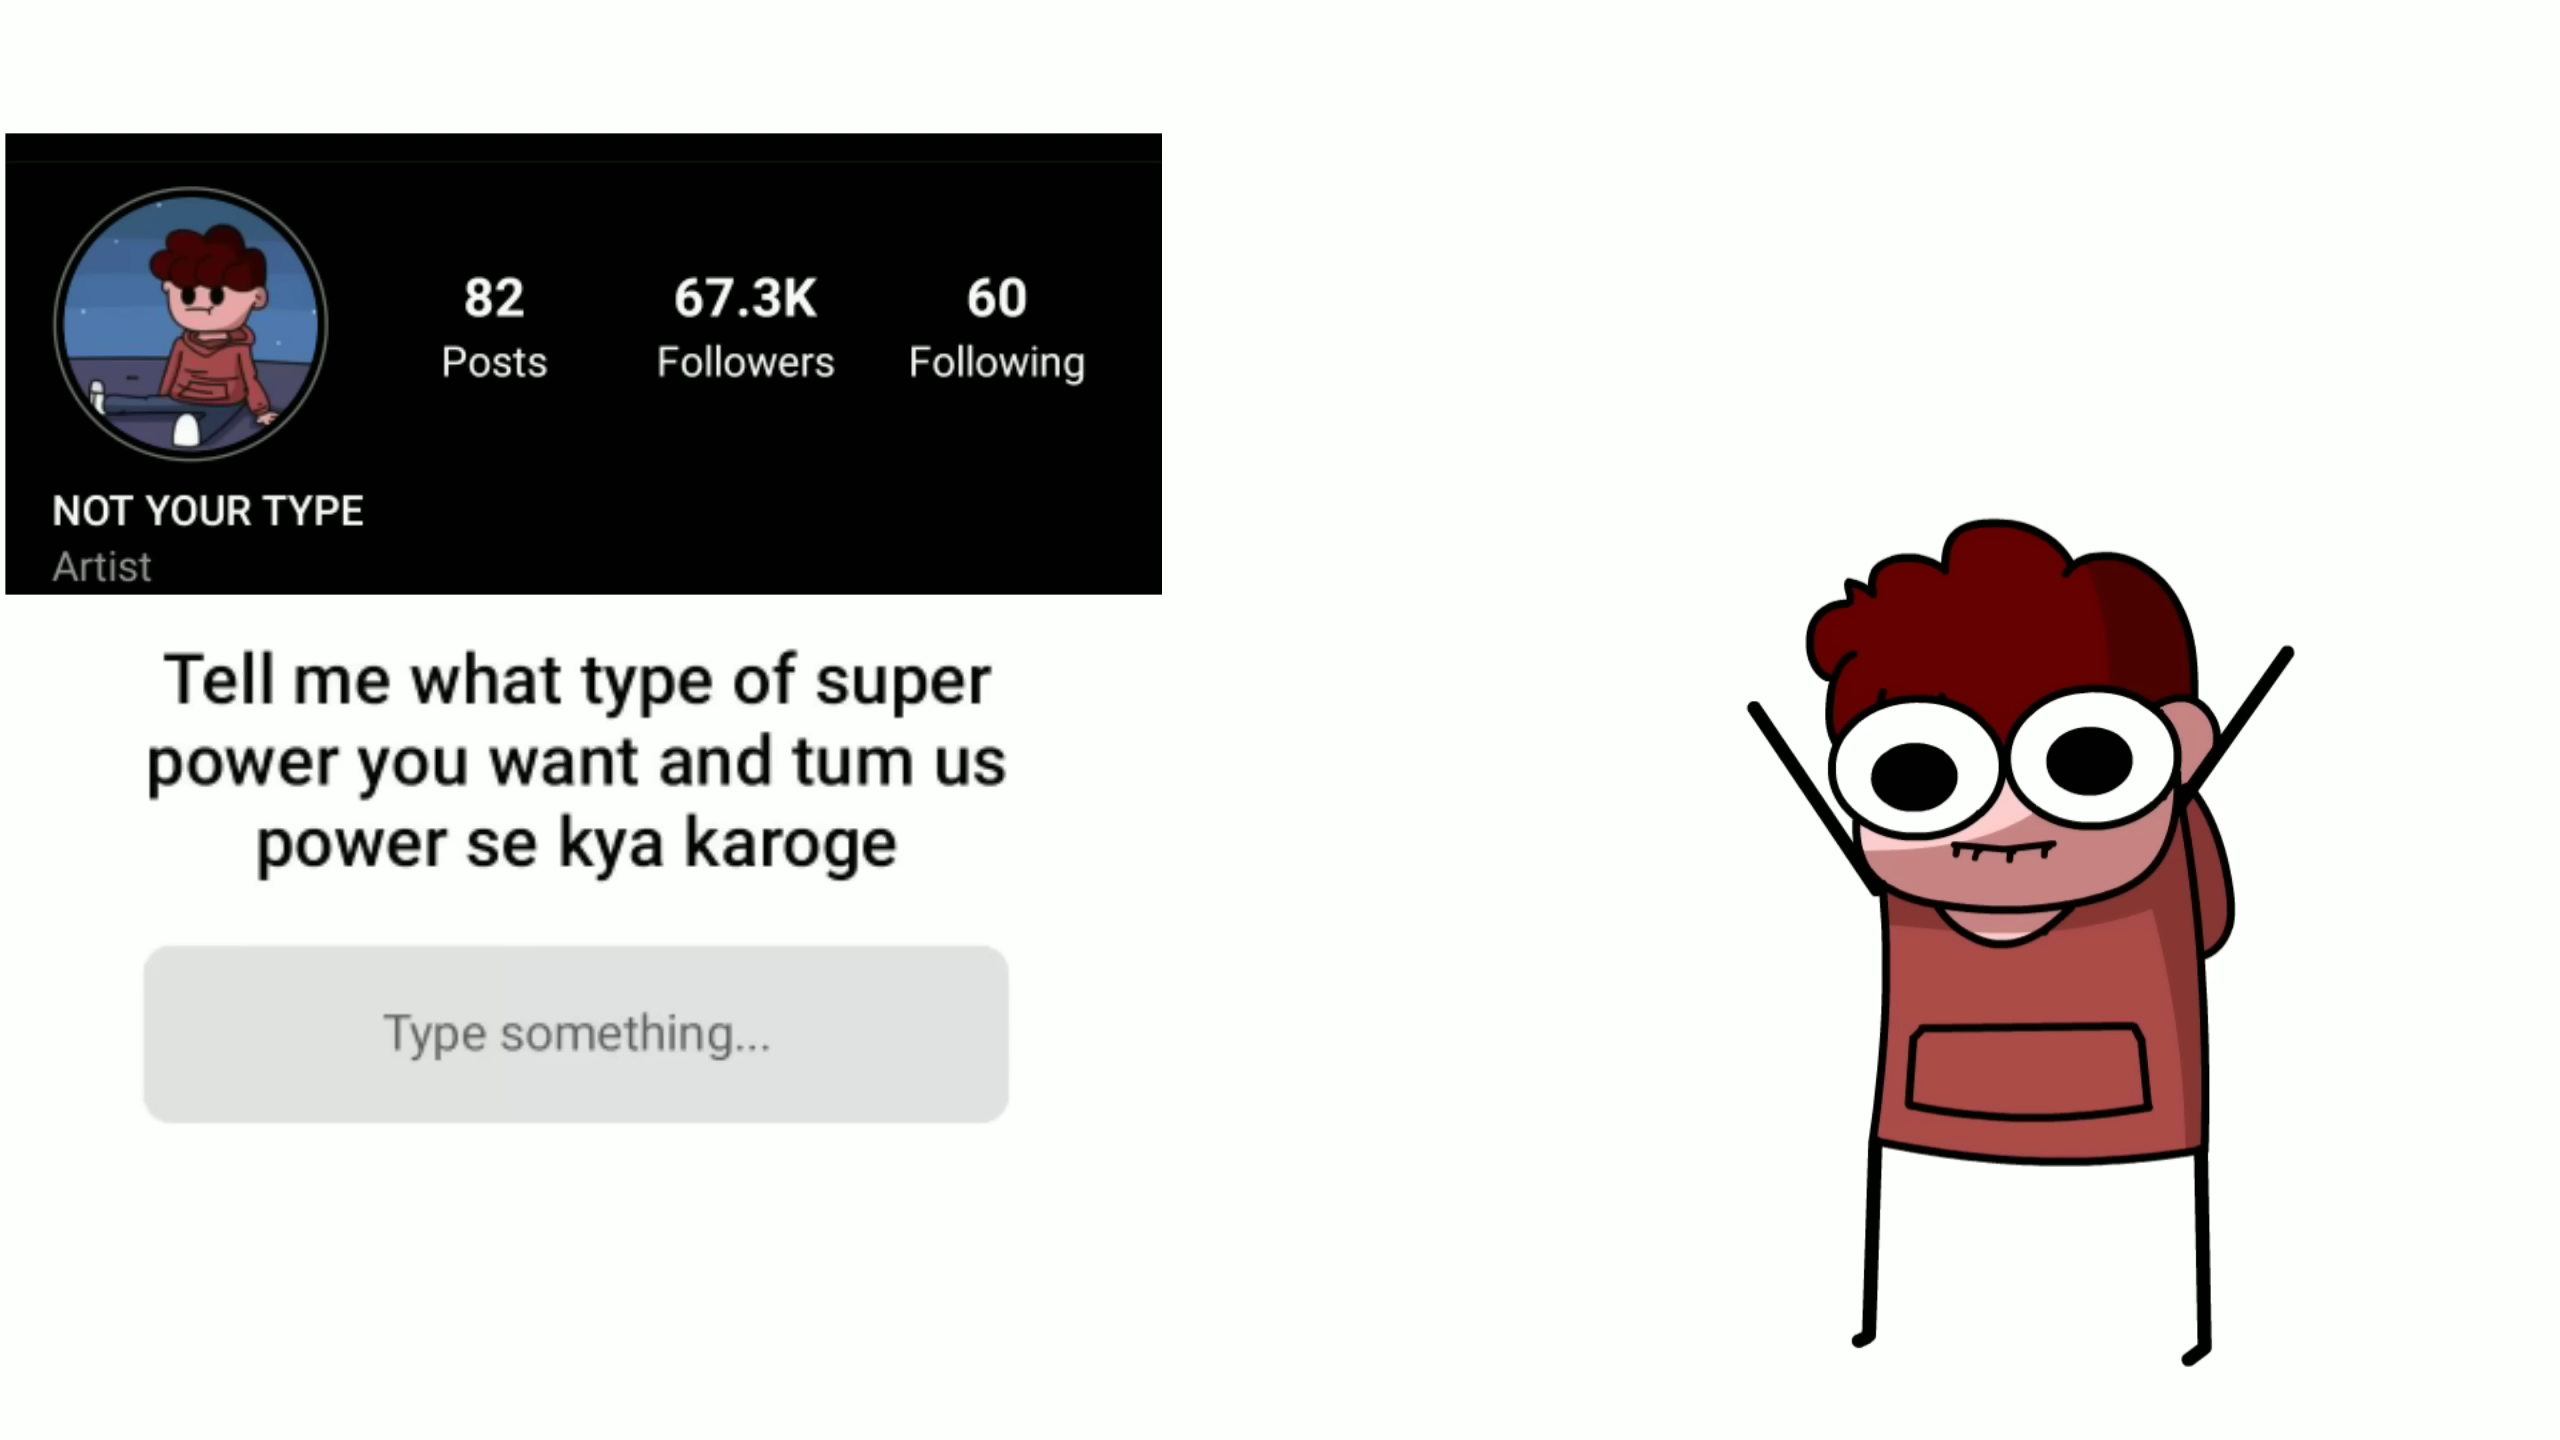 82 67.3K 60
Posts Followers Following
NOT YOUR TYPE
Artist
Tell me what type of super
power you want and tum us
power se kya karoge
Type something...